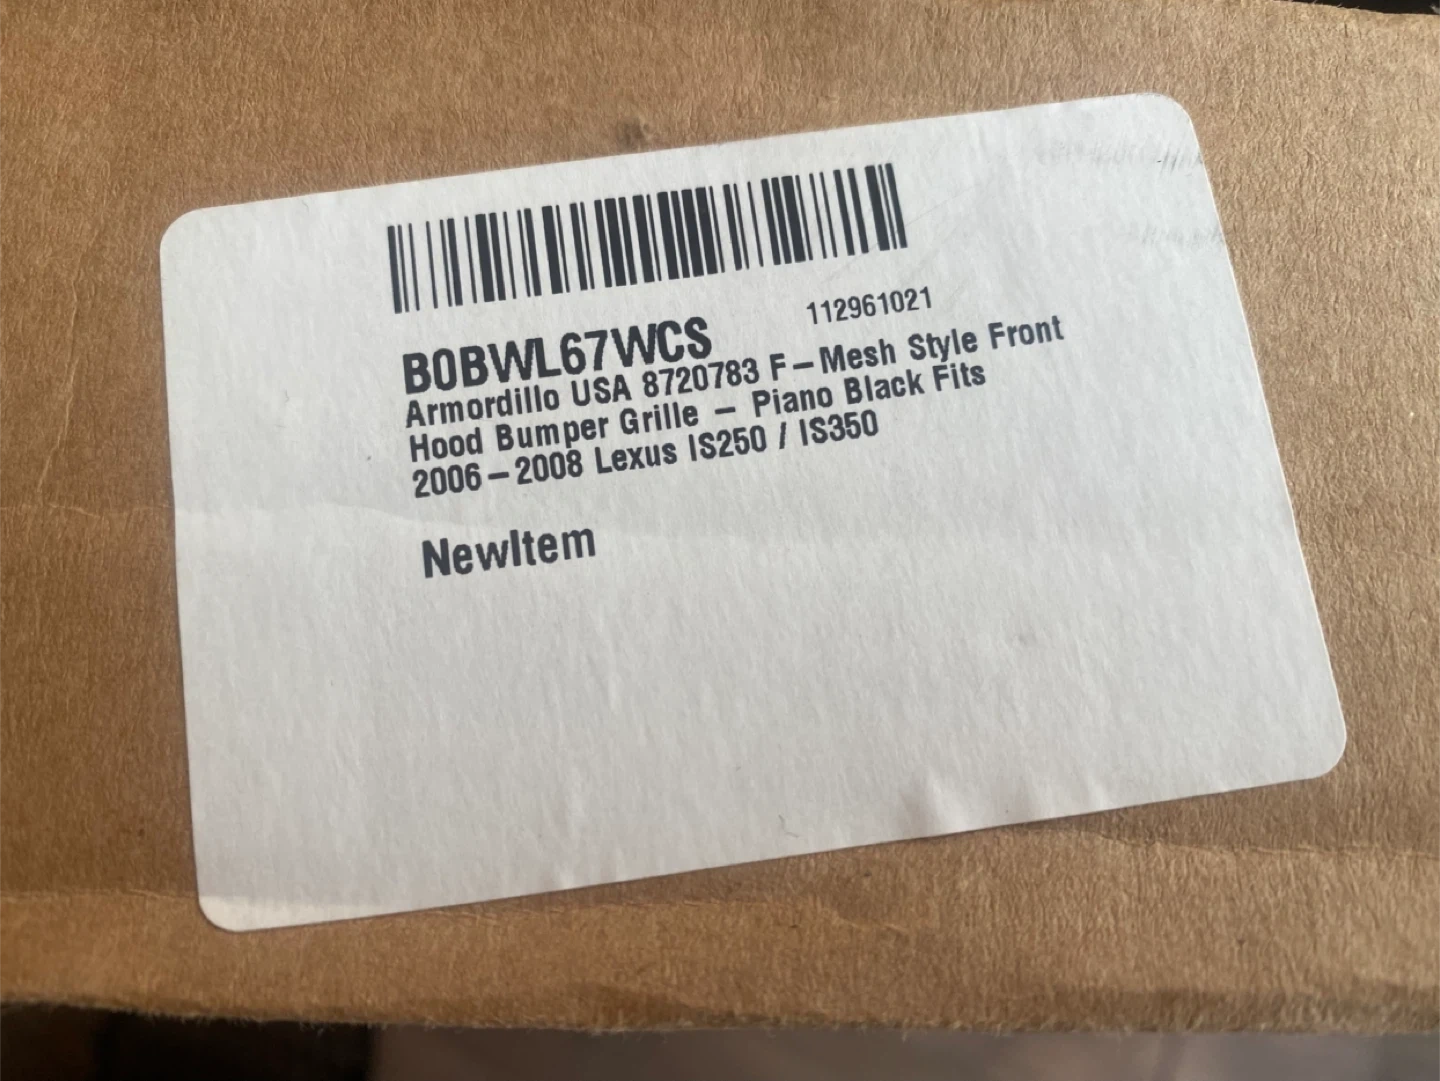 B0BWL67WCS
112961021
Armordillo USA 8720783 F-Mesh Style Front
Hood Bumper Grille - Piano Black Fits
2006-2008 Lexus IS250 / IS350
NewItem